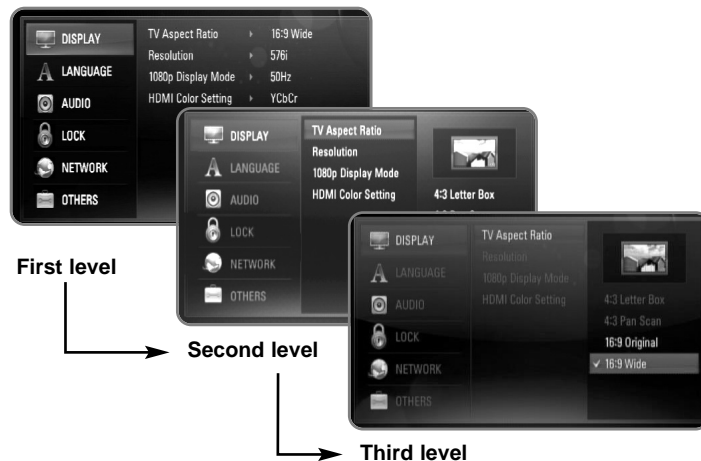 DISPLAY
LANGUAGE
AUDIO
LOCK
NETWORK
OTHERS
TV Aspect Ratio 16:9 Wide
Resolution 576i
1080p Display Mode 50Hz
HDMI Color Setting YCbCr
First level
DISPLAY
LANGUAGE
AUDIO
LOCK
NETWORK
OTHERS
TV Aspect Ratio
Resolution
1080p Display Mode
HDMI Color Setting
4:3 Letter Box
Second level
DISPLAY
LANGUAGE
AUDIO
LOCK
NETWORK
OTHERS
TV Aspect Ratio
Resolution
1080p Display Mode
HDMI Color Setting
4:3 Letter Box
4:3 Pan Scan
16:9 Original
✓ 16:9 Wide
Third level